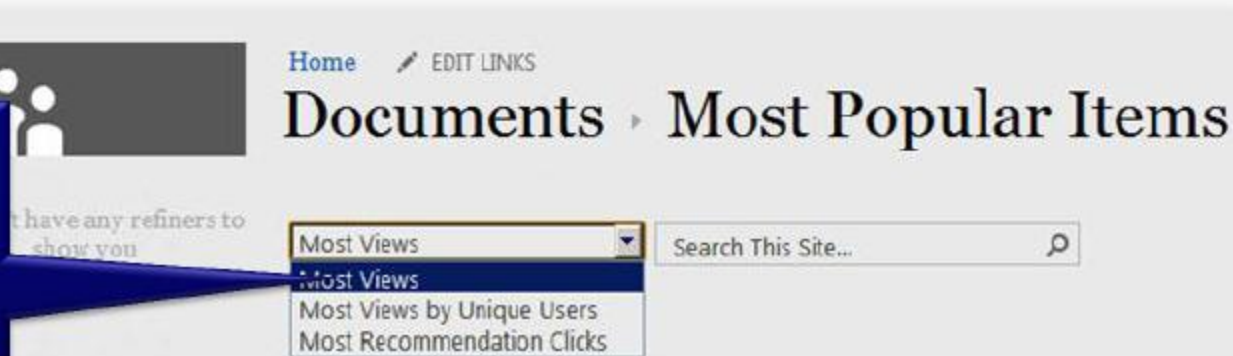 Home EDIT LINKS
Documents Most Popular Items
have any refiners to
show you
Most Views
Search This Site...
Most Views
Most Views by Unique Users
Most Recommendation Clicks